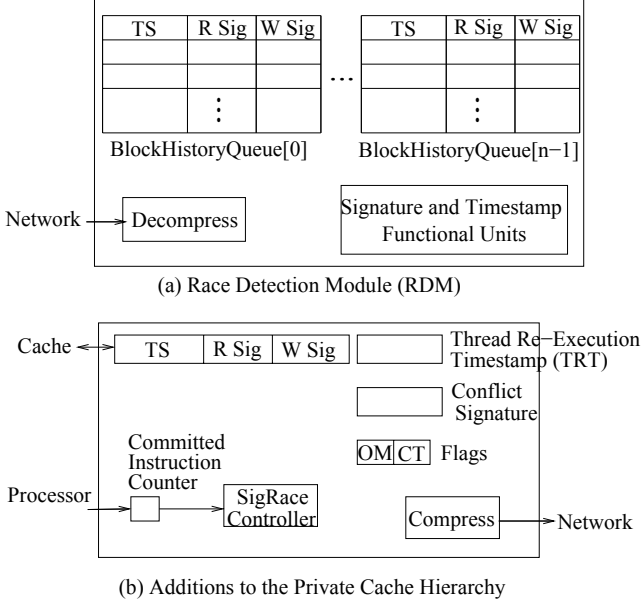 TS R Sig W Sig TS R Sig W Sig
...
BlockHistoryQueue[0] BlockHistoryQueue[n−1]
Network Decompress Signature and Timestamp
Functional Units
(a) Race Detection Module (RDM)
Cache TS R Sig W Sig Thread Re−Execution
Timestamp (TRT)
Conflict
Signature
Committed
Instruction
Counter
OM CT Flags
Processor SigRace
Controller
Compress Network
(b) Additions to the Private Cache Hierarchy